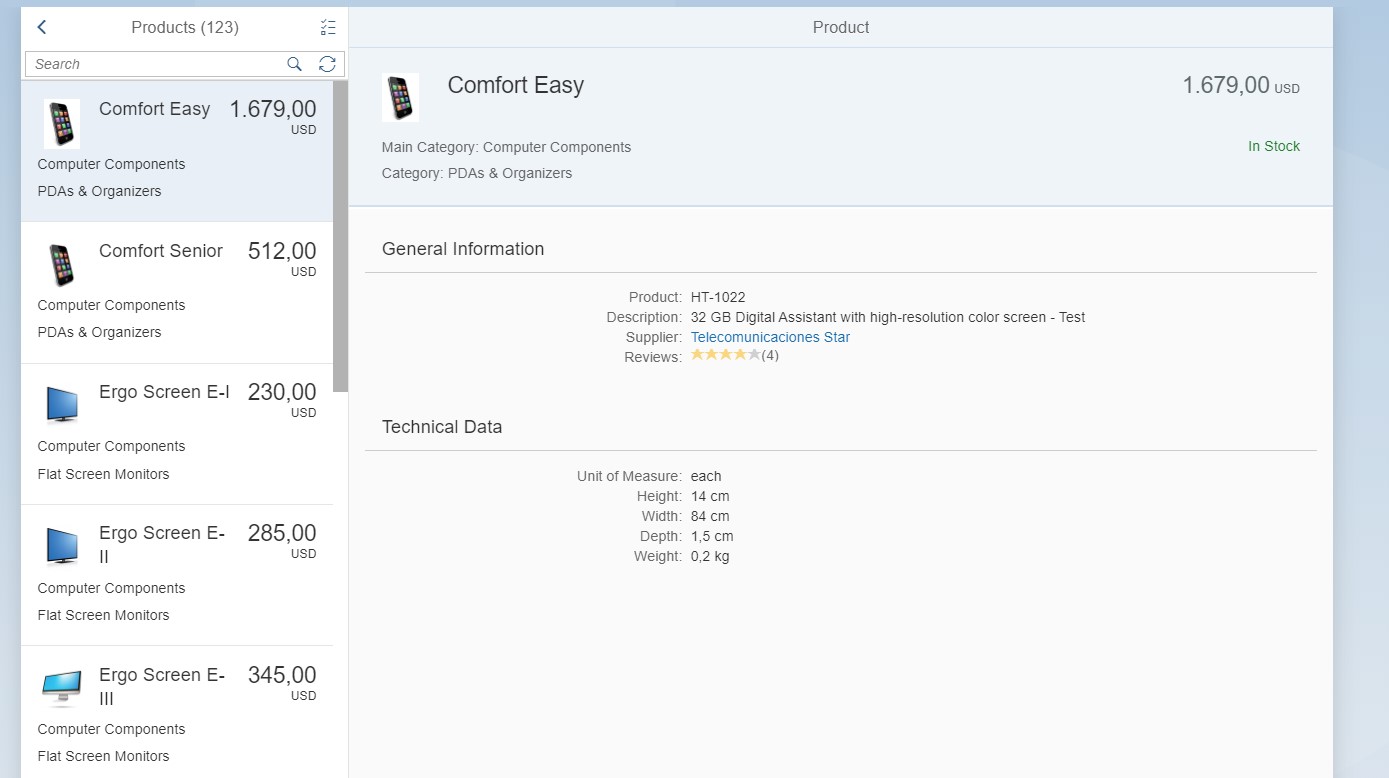 Products (123)
Search
Comfort Easy 1.679,00
USD
Computer Components
PDAs & Organizers
Comfort Senior 512,00
USD
Computer Components
PDAs & Organizers
Ergo Screen E-I 230,00
USD
Computer Components
Flat Screen Monitors
Ergo Screen E- 285,00
II USD
Computer Components
Flat Screen Monitors
Ergo Screen E- 345,00
III USD
Computer Components
Flat Screen Monitors
Product
Comfort Easy 1.679,00 USD
Main Category: Computer Components In Stock
Category: PDAs & Organizers
General Information
Product: HT-1022
Description: 32 GB Digital Assistant with high-resolution color screen - Test
Supplier: Telecomunicaciones Star
Reviews: (4)
Technical Data
Unit of Measure: each
Height: 14 cm
Width: 84 cm
Depth: 1,5 cm
Weight: 0,2 kg